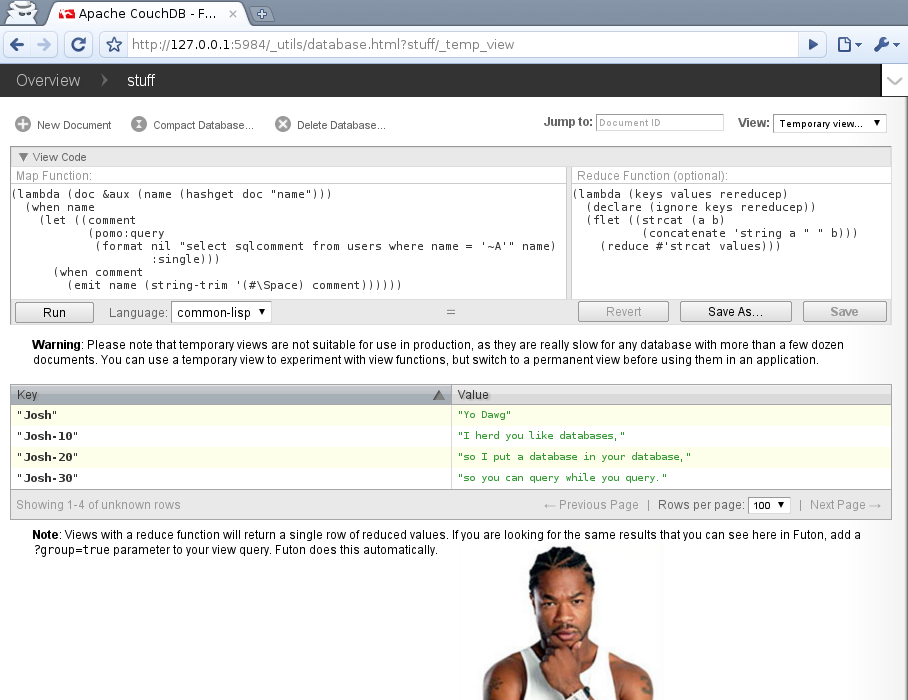 Apache CouchDB - F...
http://127.0.0.1:5984/_utils/database.html?stuff/_temp_view
Overview stuff
New Document Compact Database... Delete Database... Jump to: Document ID View: Temporary view... ▼
▼ View Code
Map Function:
(lambda (doc &aux (name (hashget doc "name")))
(when name
(let ((comment
(pomo:query
(format nil "select sqlcomment from users where name = '~A'" name)
:single)))
(when comment
(emit name (string-trim '(#\Space) comment))))))
Reduce Function (optional):
(lambda (keys values rereducep)
(declare (ignore keys rereducep))
(flet ((strcat (a b)
(concatenate 'string a " " b)))
(reduce #'strcat values)))
Run Language: common-lisp ▼ = Revert Save As... Save
Warning: Please note that temporary views are not suitable for use in production, as they are really slow for any database with more than a few dozen
documents. You can use a temporary view to experiment with view functions, but switch to a permanent view before using them in an application.
Key Value
"Josh" "Yo Dawg"
"Josh-10" "I herd you like databases,"
"Josh-20" "so I put a database in your database,"
"Josh-30" "so you can query while you query."
Showing 1-4 of unknown rows ← Previous Page | Rows per page: 100 ▼ | Next Page →
Note: Views with a reduce function will return a single row of reduced values. If you are looking for the same results that you can see here in Futon, add a
?group=true parameter to your view query. Futon does this automatically.